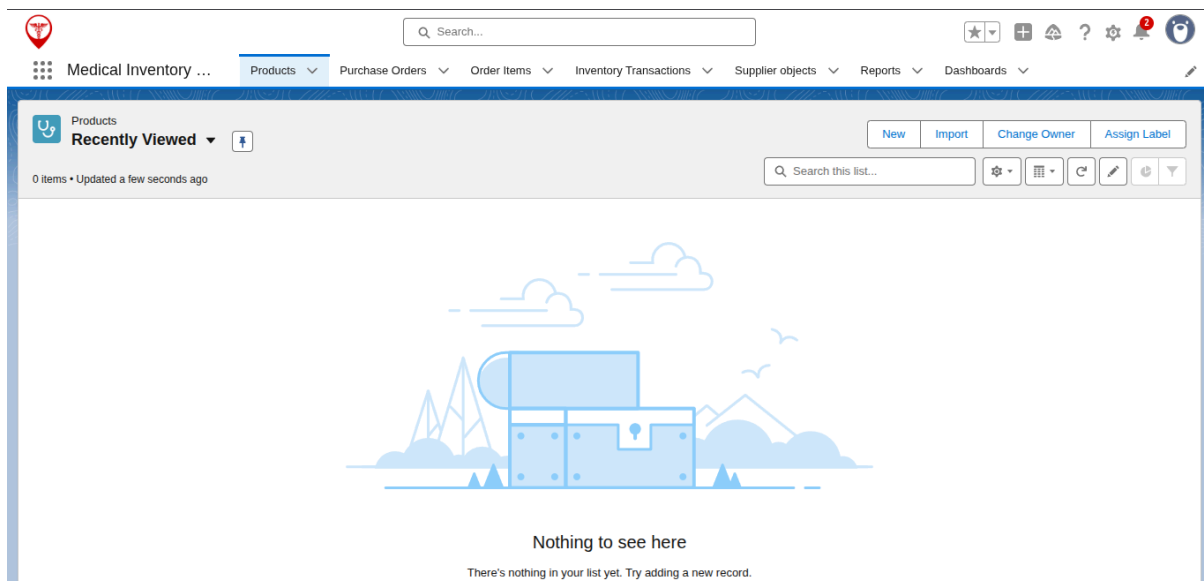 Search...
2
Medical Inventory ...
Products
Purchase Orders
Order Items
Inventory Transactions
Supplier objects
Reports
Dashboards
Products
Recently Viewed
New
Import
Change Owner
Assign Label
0 items • Updated a few seconds ago
Search this list...
Nothing to see here
There's nothing in your list yet. Try adding a new record.